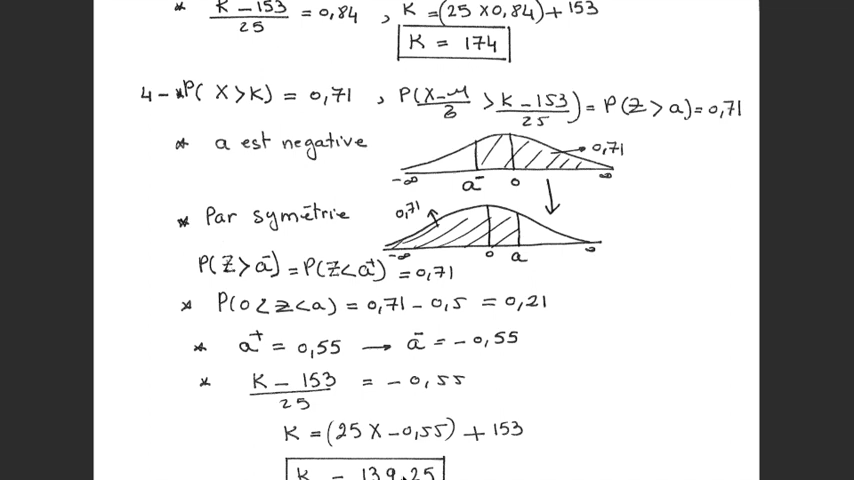 * K - 153 / 25 = 0,84 , K = (25 x 0,84) + 153
K = 174
4 - * P( X > K) = 0,71 , P( X - μ / 3 > K - 153 / 25 ) = P( Z > a) = 0,71
* a est negative
0,71
-∞ a⁻ 0 ∞
* Par symētrie
0,71
-∞ 0 a ∞
P( Z > a⁻) = P( Z < a⁺) = 0,71
* P(0 < Z < a) = 0,71 - 0,5 = 0,21
* a⁺ = 0,55 → a⁻ = - 0,55
* K - 153 / 25 = - 0,55
K = (25 x -0,55) + 153
K = 139.25